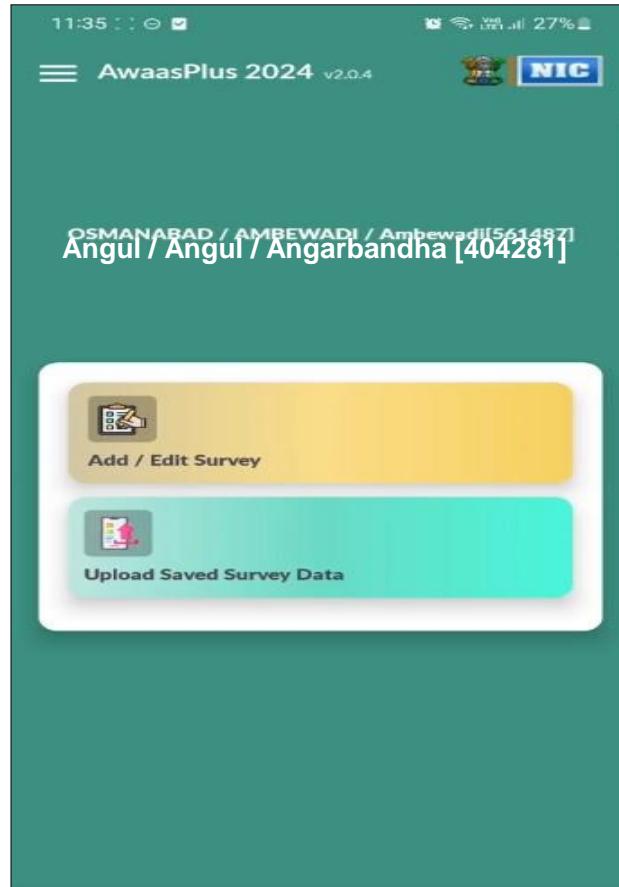 11:35
27%
AwaasPlus 2024 v2.0.4
NIC
OSMANABAD / AMBEWADI / Ambewadi[561487]
Angul / Angul / Angarbandha [404281]
Add / Edit Survey
Upload Saved Survey Data